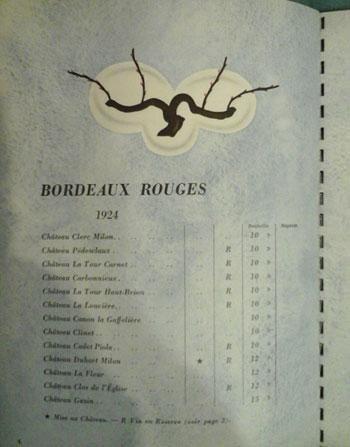 BORDEAUX ROUGES
1924
Bouteille Magnum
Château Clerc Milon. . 10 »
Château Pédesclaux . . R 10 »
Château La Tour Carnet . . R 10 »
Château Carbonnieux . . R 10 »
Château La Tour Haut-Brion . . R 10 »
Château La Louvière. . R 10 »
Château Canon la Gaffelière 10 »
Château Clinet . . 10 »
Château Cadet Piola. . R 10 »
Château Duhart Milon ★ R 12 »
Château La Fleur . . 12 »
Château Clos de l'Église . . R 12 »
Château Gazin. . 15 »
★ Mise au Château. — R Vin en Réserve (voir page 2).